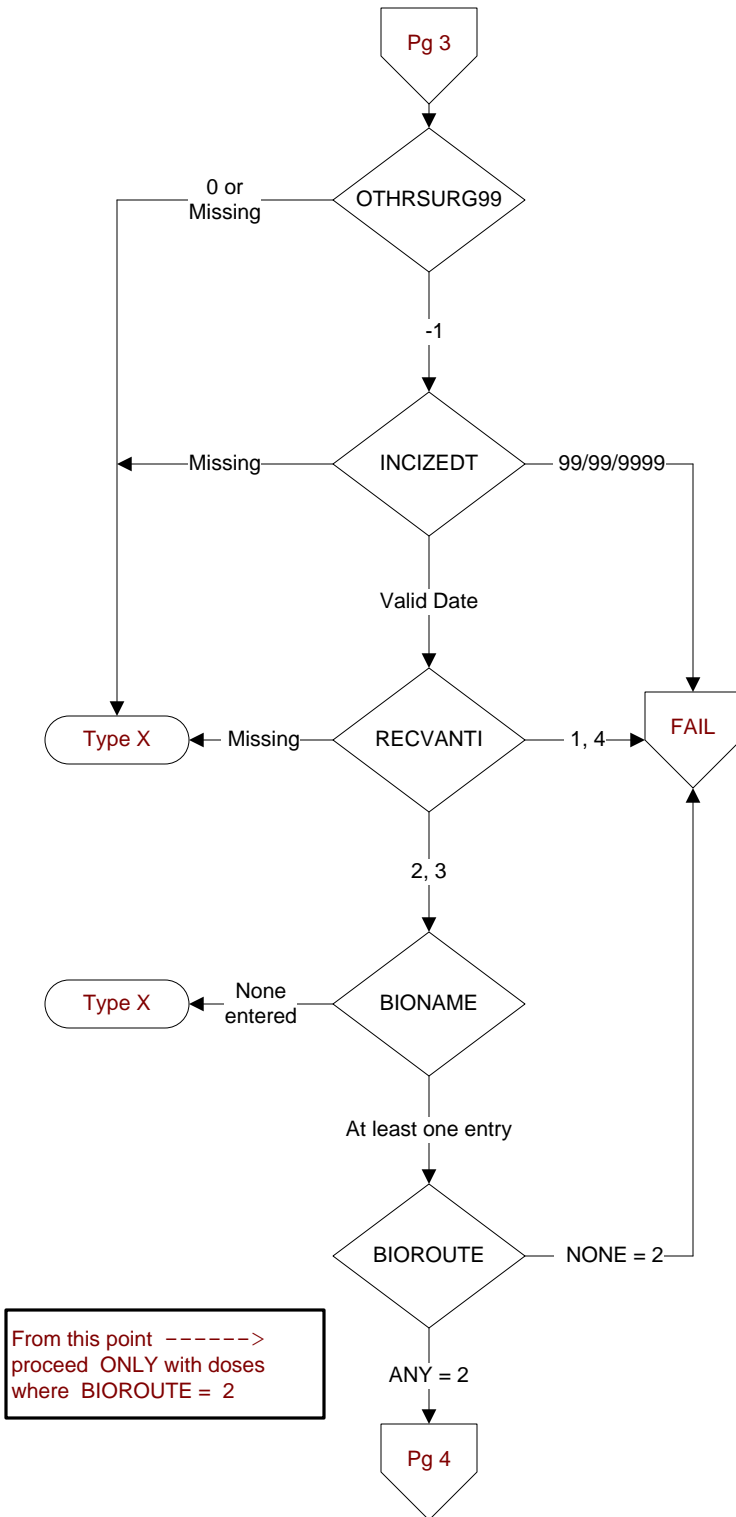 Pg 3
OTHRSURG99
0 or
Missing
-1
INCIZEDT
Missing
99/99/9999
Valid Date
RECVANTI
Type X
Missing
1, 4
FAIL
2, 3
BIONAME
Type X
None
entered
At least one entry
BIOROUTE
NONE = 2
From this point ------>
proceed ONLY with doses
where BIOROUTE = 2
ANY = 2
Pg 4